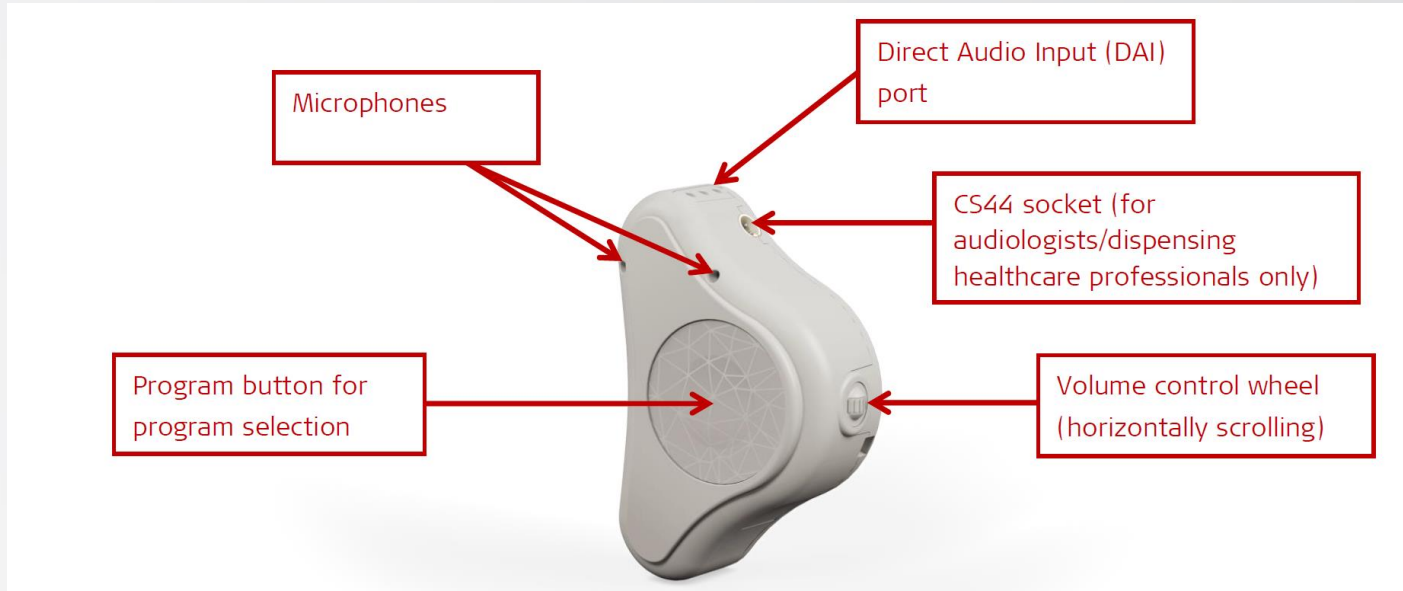 Direct Audio Input (DAI)
port
Microphones
CS44 socket (for
audiologists/dispensing
healthcare professionals only)
Program button for
program selection
Volume control wheel
(horizontally scrolling)